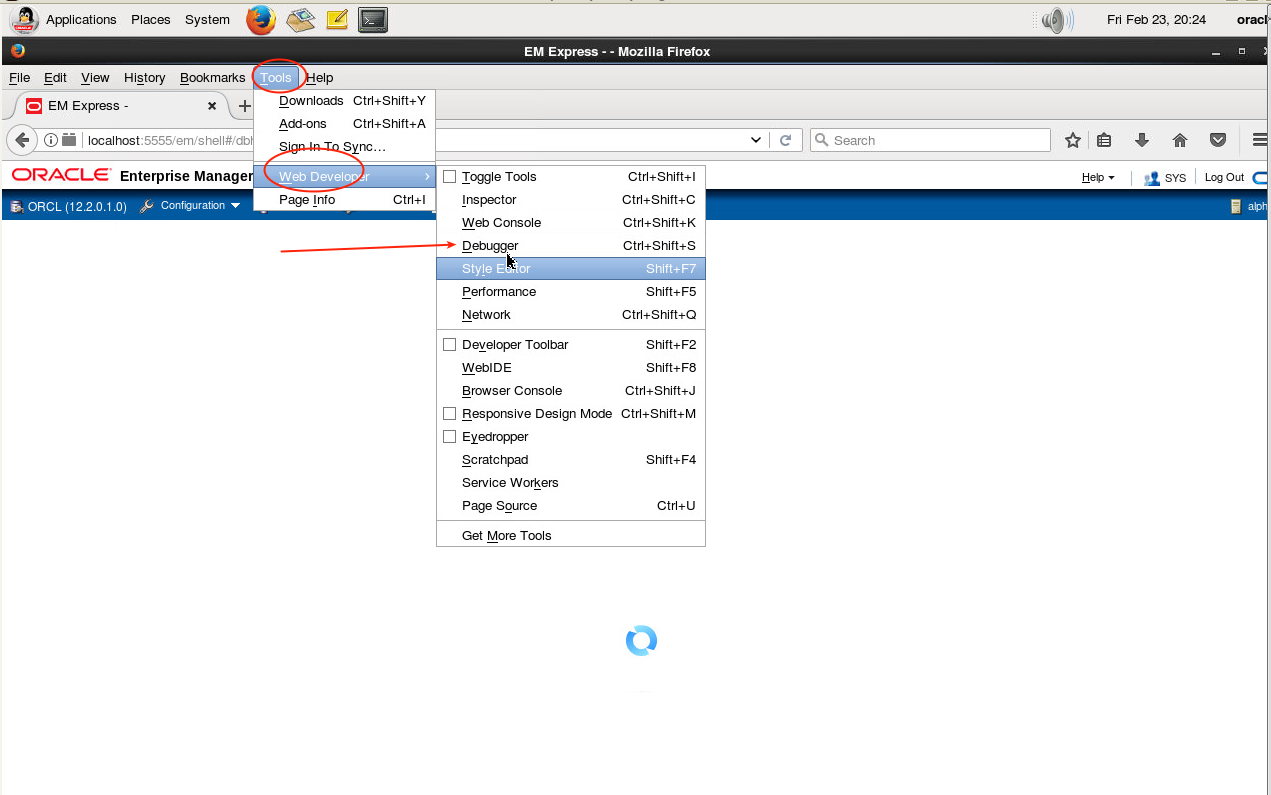 Applications Places System Fri Feb 23, 20:24 oracl
EM Express - - Mozilla Firefox
File Edit View History Bookmarks Tools Help
EM Express -
localhost:5555/em/shell#/dbh Search
Downloads Ctrl+Shift+Y
Add-ons Ctrl+Shift+A
Sign In To Sync...
Web Developer
Page Info Ctrl+I
ORACLE Enterprise Manager Help SYS Log Out
ORCL (12.2.0.1.0) Configuration alph
Toggle Tools Ctrl+Shift+I
Inspector Ctrl+Shift+C
Web Console Ctrl+Shift+K
Debugger Ctrl+Shift+S
Style Editor Shift+F7
Performance Shift+F5
Network Ctrl+Shift+Q
Developer Toolbar Shift+F2
WebIDE Shift+F8
Browser Console Ctrl+Shift+J
Responsive Design Mode Ctrl+Shift+M
Eyedropper
Scratchpad Shift+F4
Service Workers
Page Source Ctrl+U
Get More Tools